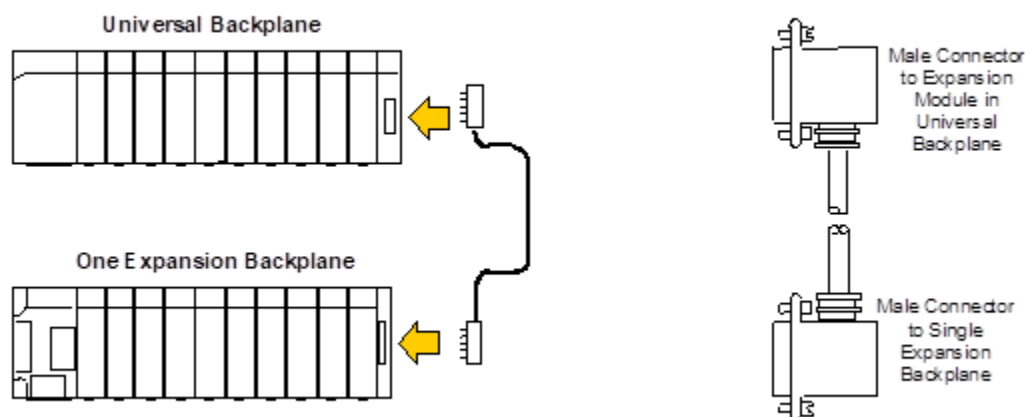 Universal Backplane
Male Connector
to Expansion
Module in
Universal
Backplane
One Expansion Backplane
Male Connector
to Single
Expansion
Backplane